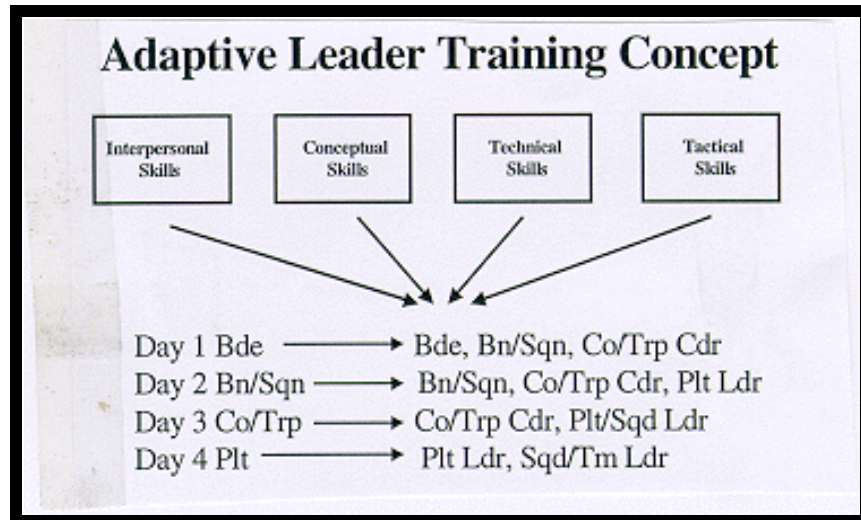 Adaptive Leader Training Concept
Interpersonal
Skills
Conceptual
Skills
Technical
Skills
Tactical
Skills
Day 1 Bde Bde, Bn/Sqn, Co/Trp Cdr
Day 2 Bn/Sqn Bn/Sqn, Co/Trp Cdr, Plt Ldr
Day 3 Co/Trp Co/Trp Cdr, Plt/Sqd Ldr
Day 4 Plt Plt Ldr, Sqd/Tm Ldr